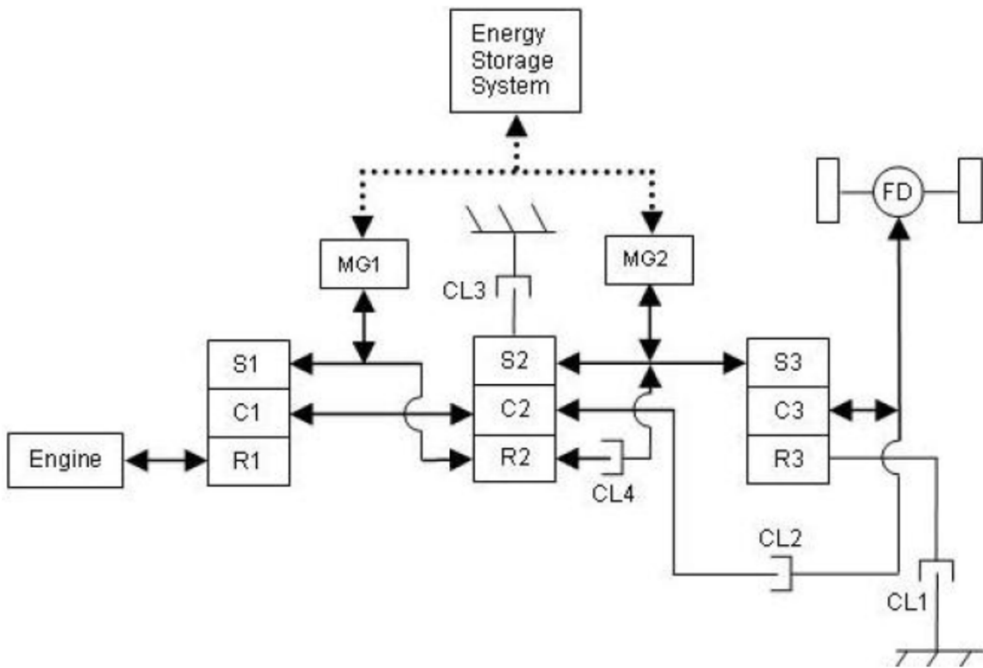 Energy
Storage
System
FD
MG1
MG2
CL3
S1
S2
S3
C1
C2
C3
Engine
R1
R2
R3
CL4
CL2
CL1